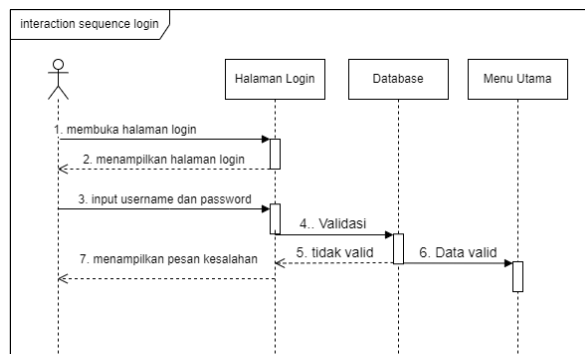 interaction sequence login
Halaman Login
Database
Menu Utama
1. membuka halaman login
2. menampilkan halaman login
3. input username dan password
4.. Validasi
5. tidak valid
6. Data valid
7. menampilkan pesan kesalahan